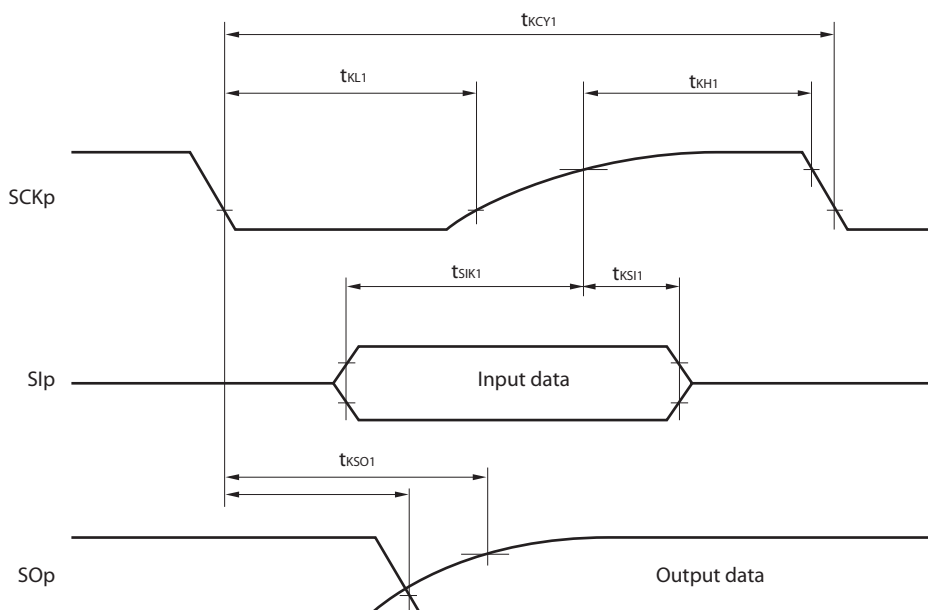 tKCY1
tKL1
tKH1
SCKp
tSIK1
tKSI1
SIp
Input data
tKSO1
SOp
Output data